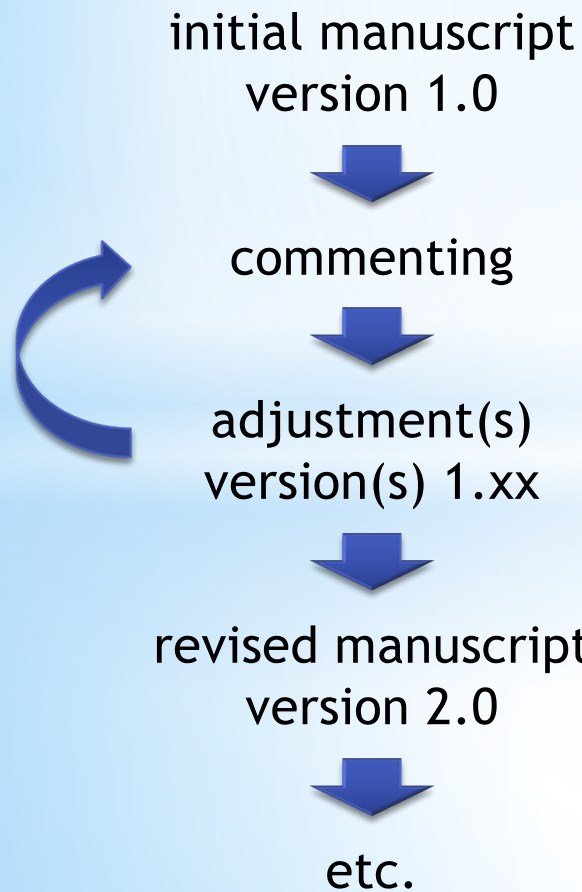 initial manuscript
version 1.0
commenting
adjustment(s)
version(s) 1.xx
revised manuscript
version 2.0
etc.